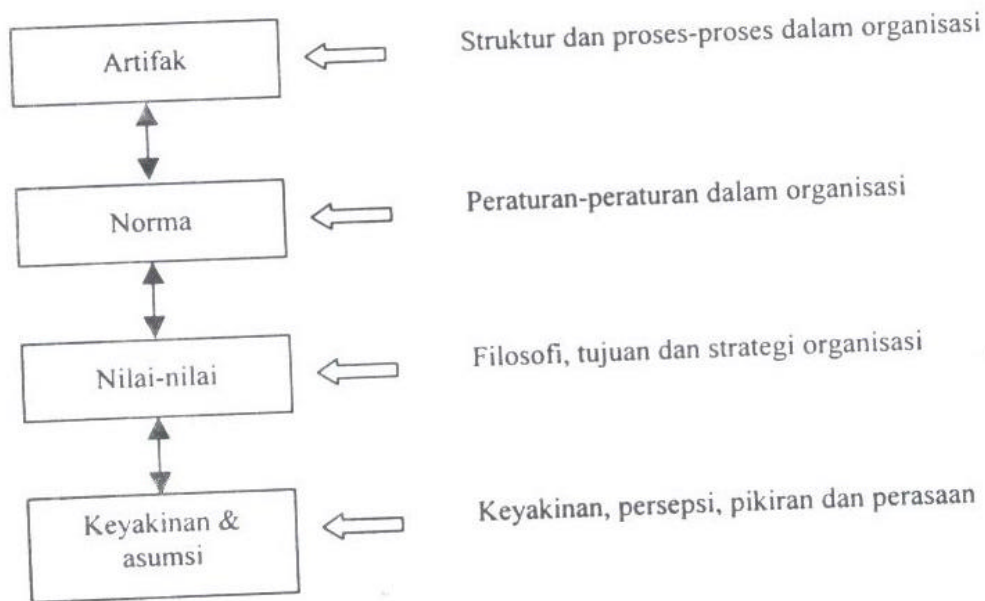 Artifak
Struktur dan proses-proses dalam organisasi
Norma
Peraturan-peraturan dalam organisasi
Nilai-nilai
Filosofi, tujuan dan strategi organisasi
Keyakinan &
asumsi
Keyakinan, persepsi, pikiran dan perasaan